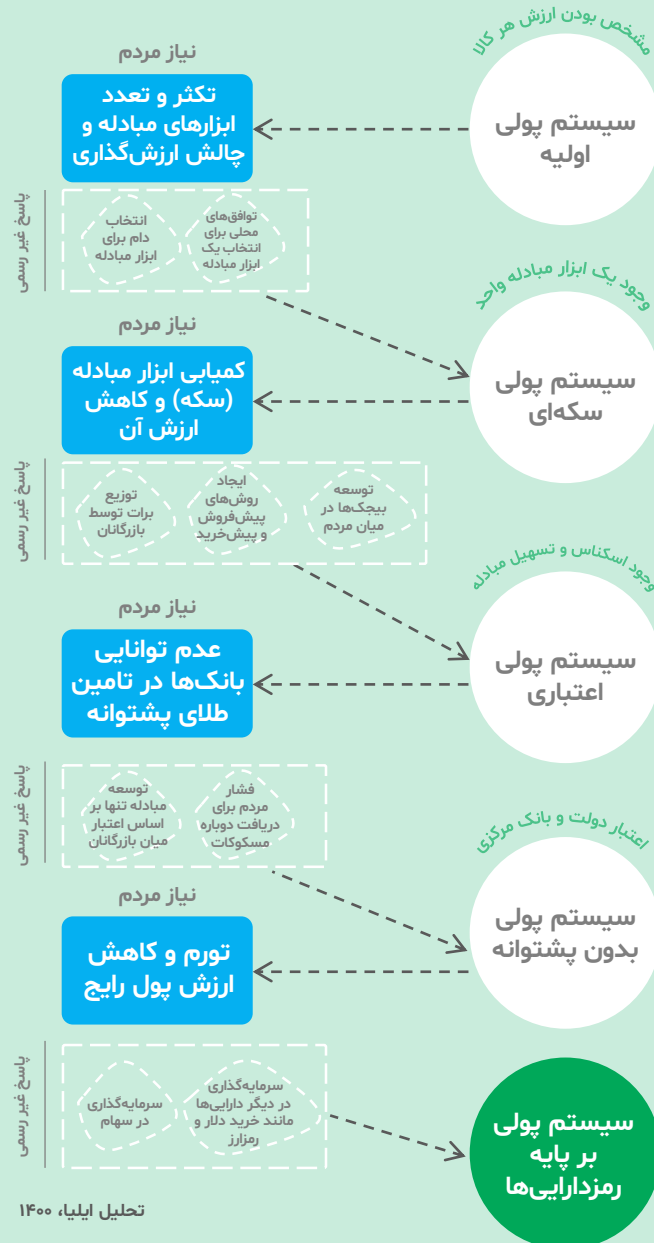 مشخص بودن ارزش هر کالا
سیستم پولی
اولیه
نیاز مردم
تکثر و تعدد
ابزارهای مبادله و
چالش ارزش‌گذاری
پاسخ غیر رسمی
توافق‌های
محلی برای
انتخاب یک
ابزار مبادله
انتخاب
دام برای
ابزار مبادله
وجود یک ابزار مبادله واحد
سیستم پولی
سکه‌ای
نیاز مردم
کمیابی ابزار مبادله
(سکه) و کاهش
ارزش آن
پاسخ غیر رسمی
توسعه
بیجک‌ها در
میان مردم
ایجاد
روش‌های
پیش‌فروش
و پیش‌خرید
توزیع
برات توسط
بازرگانان
وجود اسکناس و تسهیل مبادله
سیستم پولی
اعتباری
نیاز مردم
عدم توانایی
بانک‌ها در تامین
طلای پشتوانه
پاسخ غیر رسمی
فشار
مردم برای
دریافت دوباره
مسکوکات
توسعه
مبادله تنها بر
اساس اعتبار
میان بازرگانان
اعتبار دولت و بانک مرکزی
سیستم پولی
بدون پشتوانه
نیاز مردم
تورم و کاهش
ارزش پول رایج
پاسخ غیر رسمی
سرمایه‌گذاری
در دیگر دارایی‌ها
مانند خرید دلار و
رمزارز
سرمایه‌گذاری
در سهام
سیستم پولی
بر پایه
رمزدارایی‌ها
تحلیل ایلیا، ۱۴۰۰